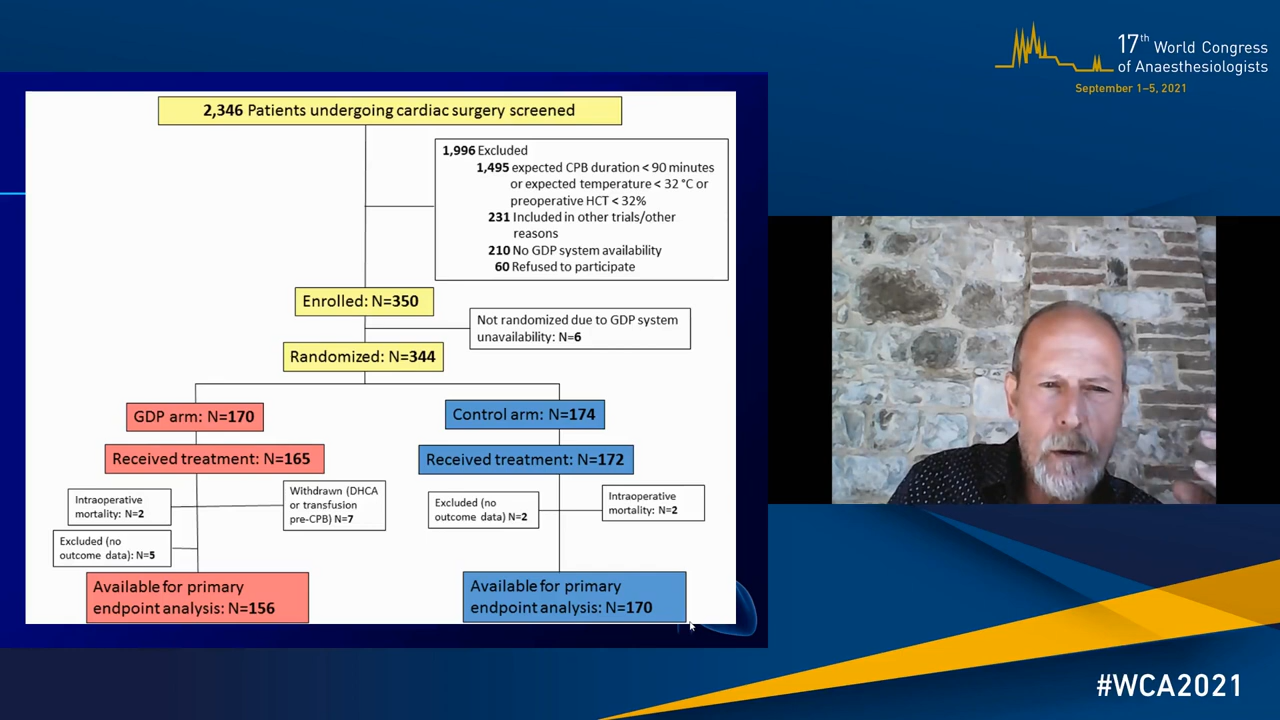 17th World Congress
of Anaesthesiologists
September 1–5, 2021
2,346 Patients undergoing cardiac surgery screened
1,996 Excluded
1,495 expected CPB duration < 90 minutes
or expected temperature < 32 °C or
preoperative HCT < 32%
231 Included in other trials/other
reasons
210 No GDP system availability
60 Refused to participate
Enrolled: N=350
Not randomized due to GDP system
unavailability: N=6
Randomized: N=344
GDP arm: N=170
Control arm: N=174
Received treatment: N=165
Received treatment: N=172
Intraoperative
mortality: N=2
Withdrawn (DHCA
or transfusion
pre-CPB) N=7
Excluded (no
outcome data) N=2
Intraoperative
mortality: N=2
Excluded (no
outcome data): N=5
Available for primary
endpoint analysis: N=156
Available for primary
endpoint analysis: N=170
#WCA2021